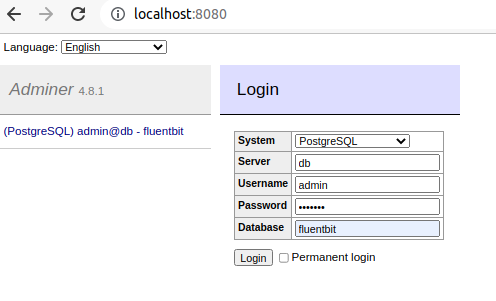 localhost:8080
Language: English
Adminer 4.8.1
(PostgreSQL) admin@db - fluentbit
Login
System PostgreSQL
Server db
Username admin
Password •••••••
Database fluentbit
Login Permanent login